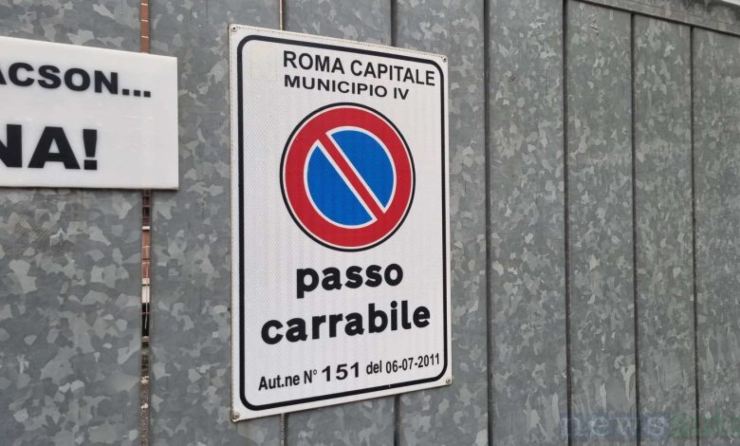 ACSON...
NA!
ROMA CAPITALE
MUNICIPIO IV
passo
carrabile
Aut.ne N° 151 del 06-07-2011